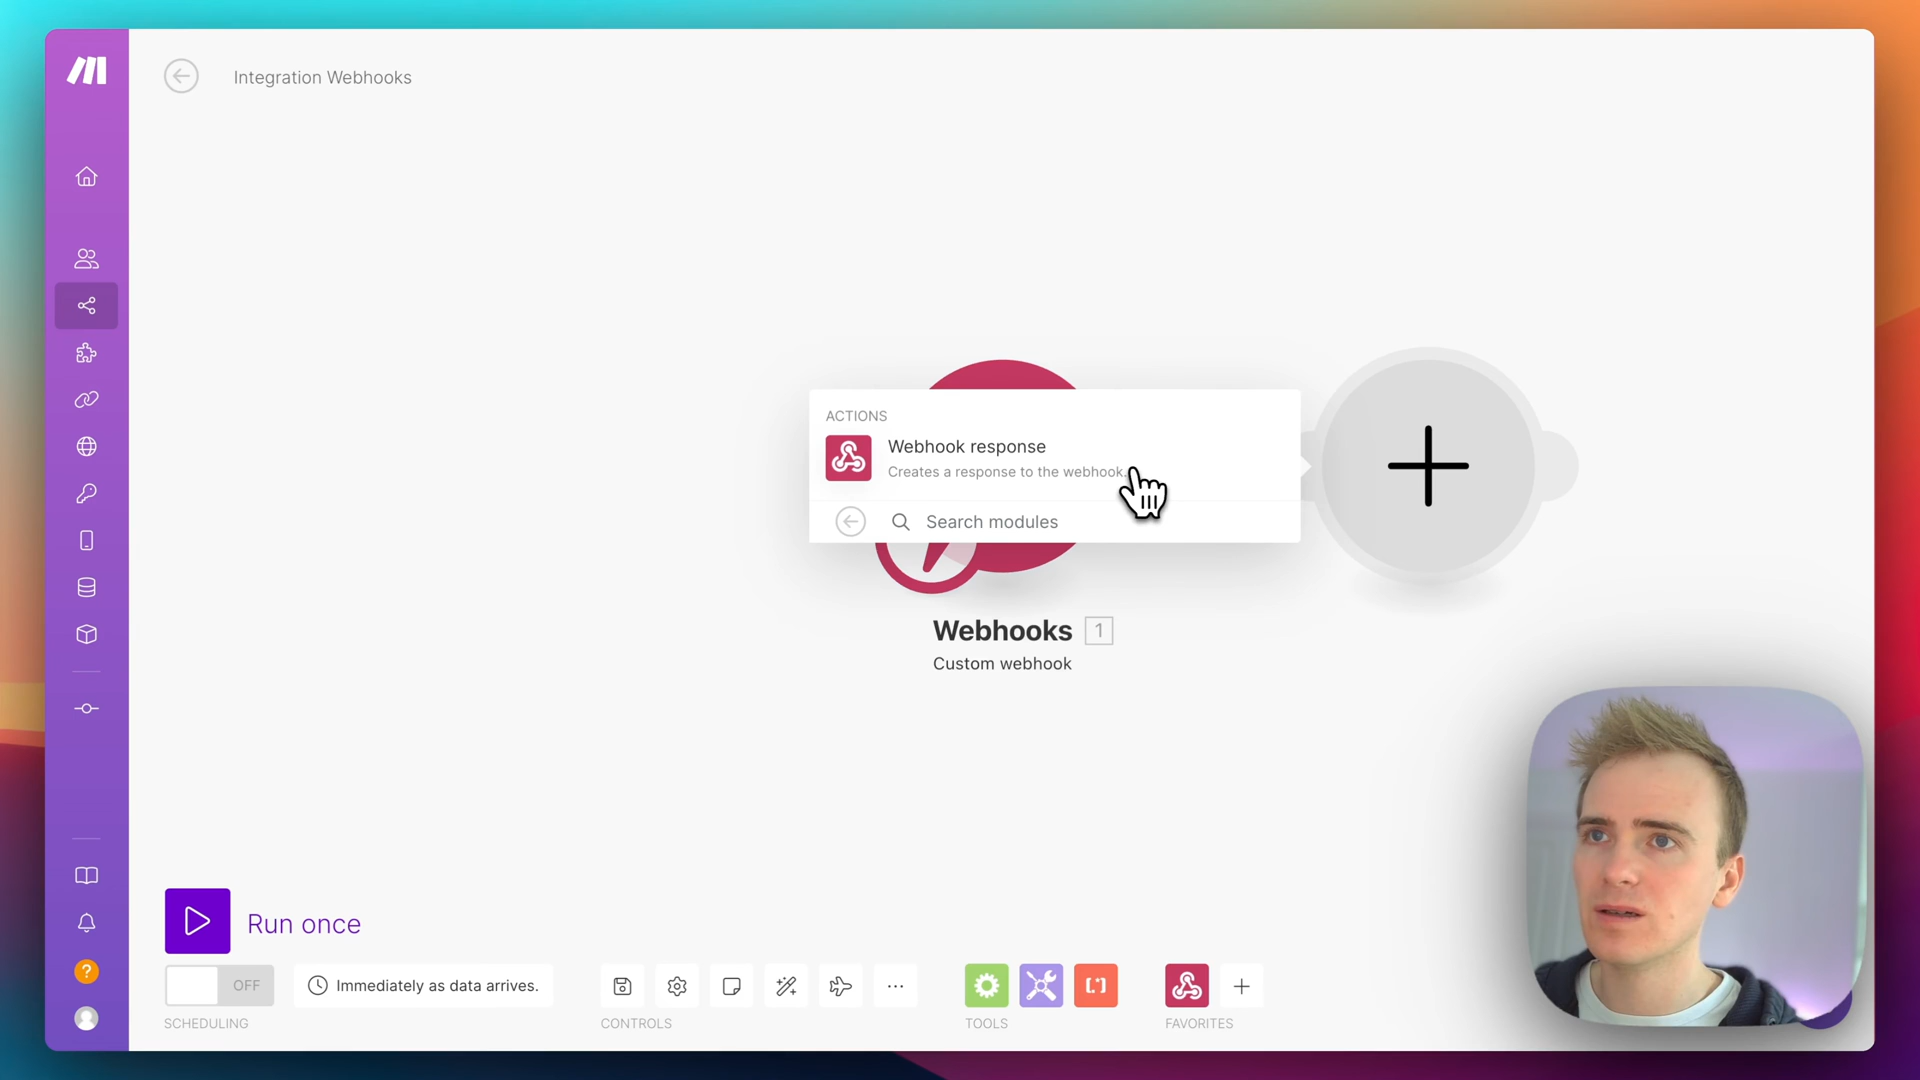 Integration Webhooks
ACTIONS
Webhook response
Creates a response to the webhook.
Search modules
Webhooks 1
Custom webhook
Run once
OFF
Immediately as data arrives.
SCHEDULING
CONTROLS
TOOLS
FAVORITES
?